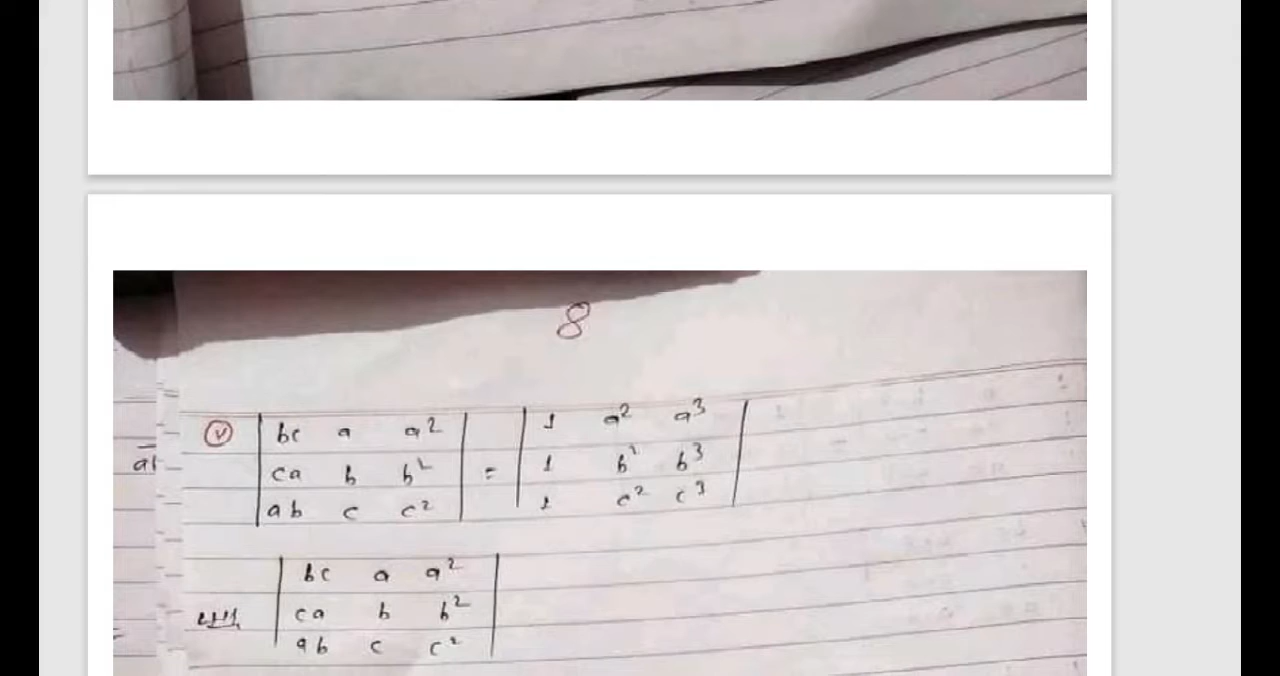 8
(v) | bc a a² | = | 1 a² a³ |
| ca b b² | | 1 b² b³ |
| ab c c² | | 1 c² c³ |
| bc a a² |
| ca b b² |
| ab c c² |